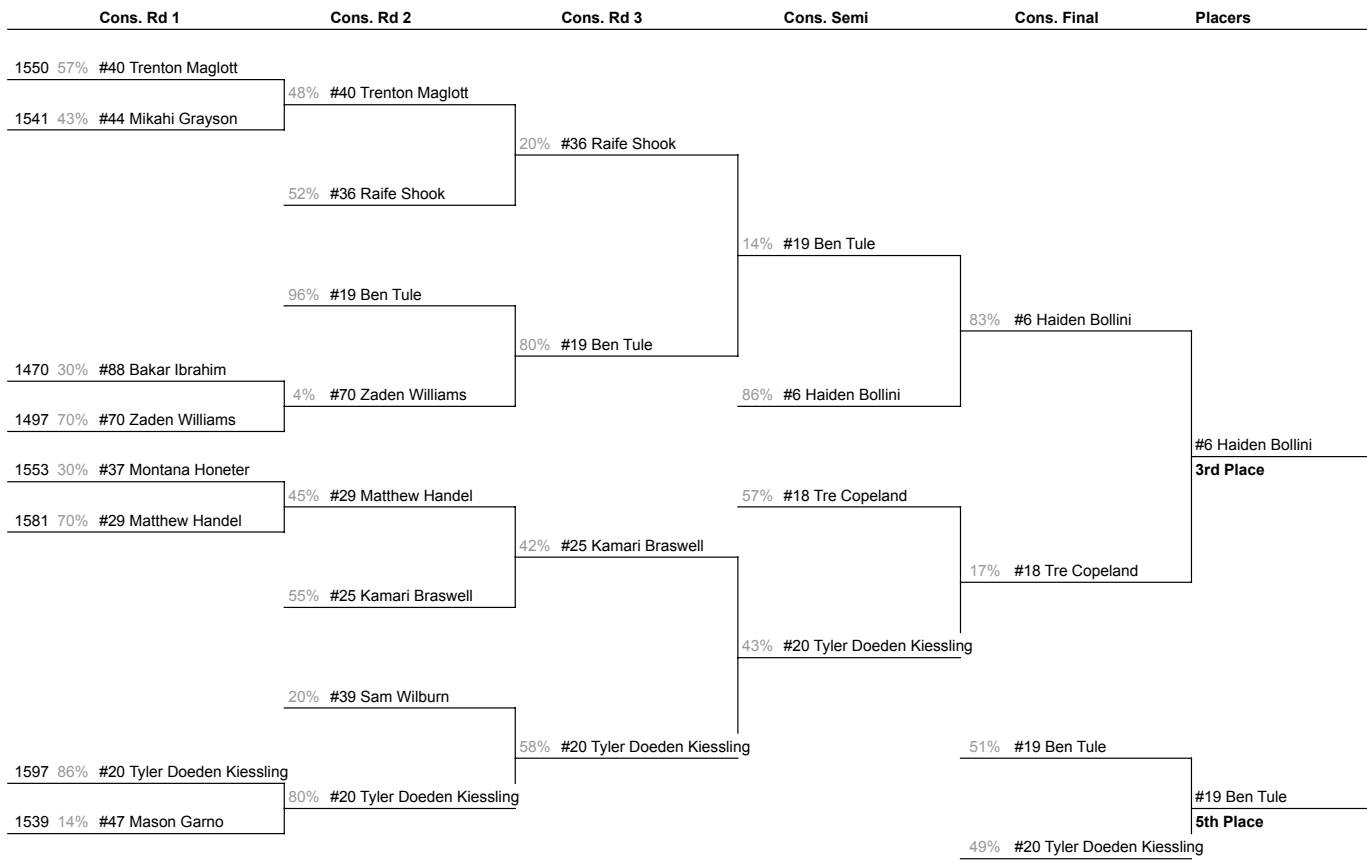 Cons. Rd 1 Cons. Rd 2 Cons. Rd 3 Cons. Semi Cons. Final Placers
1550 57% #40 Trenton Maglott
48% #40 Trenton Maglott
1541 43% #44 Mikahi Grayson
20% #36 Raife Shook
52% #36 Raife Shook
14% #19 Ben Tule
96% #19 Ben Tule
83% #6 Haiden Bollini
80% #19 Ben Tule
1470 30% #88 Bakar Ibrahim
4% #70 Zaden Williams
86% #6 Haiden Bollini
1497 70% #70 Zaden Williams
#6 Haiden Bollini
3rd Place
1553 30% #37 Montana Honeter
45% #29 Matthew Handel
57% #18 Tre Copeland
1581 70% #29 Matthew Handel
42% #25 Kamari Braswell
17% #18 Tre Copeland
55% #25 Kamari Braswell
43% #20 Tyler Doeden Kiessling
20% #39 Sam Wilburn
58% #20 Tyler Doeden Kiessling
51% #19 Ben Tule
1597 86% #20 Tyler Doeden Kiessling
80% #20 Tyler Doeden Kiessling
#19 Ben Tule
1539 14% #47 Mason Garno
5th Place
49% #20 Tyler Doeden Kiessling